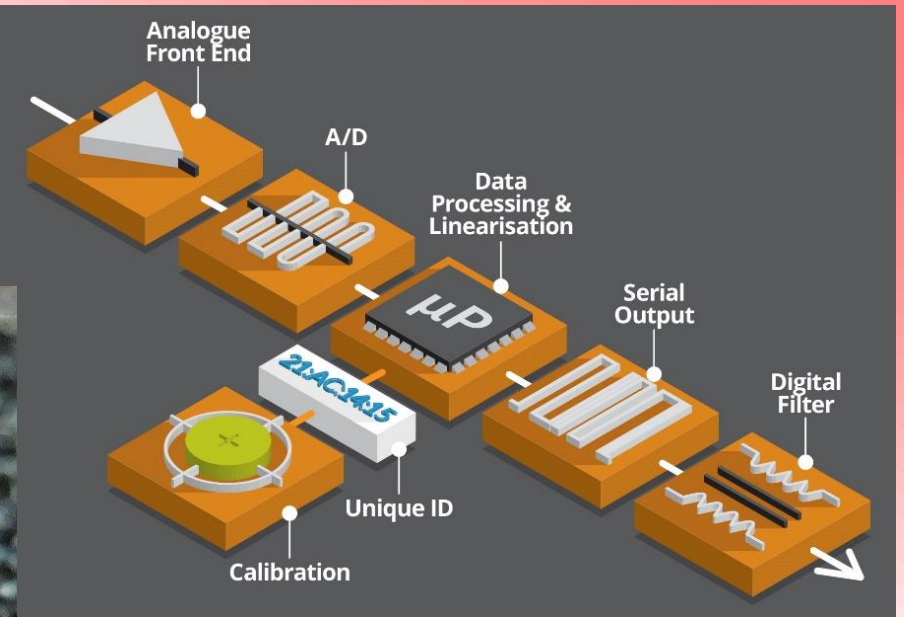 Analogue
Front End
A/D
Data
Processing &
Linearisation
µP
Serial
Output
Digital
Filter
21:AC:14:15
Unique ID
Calibration